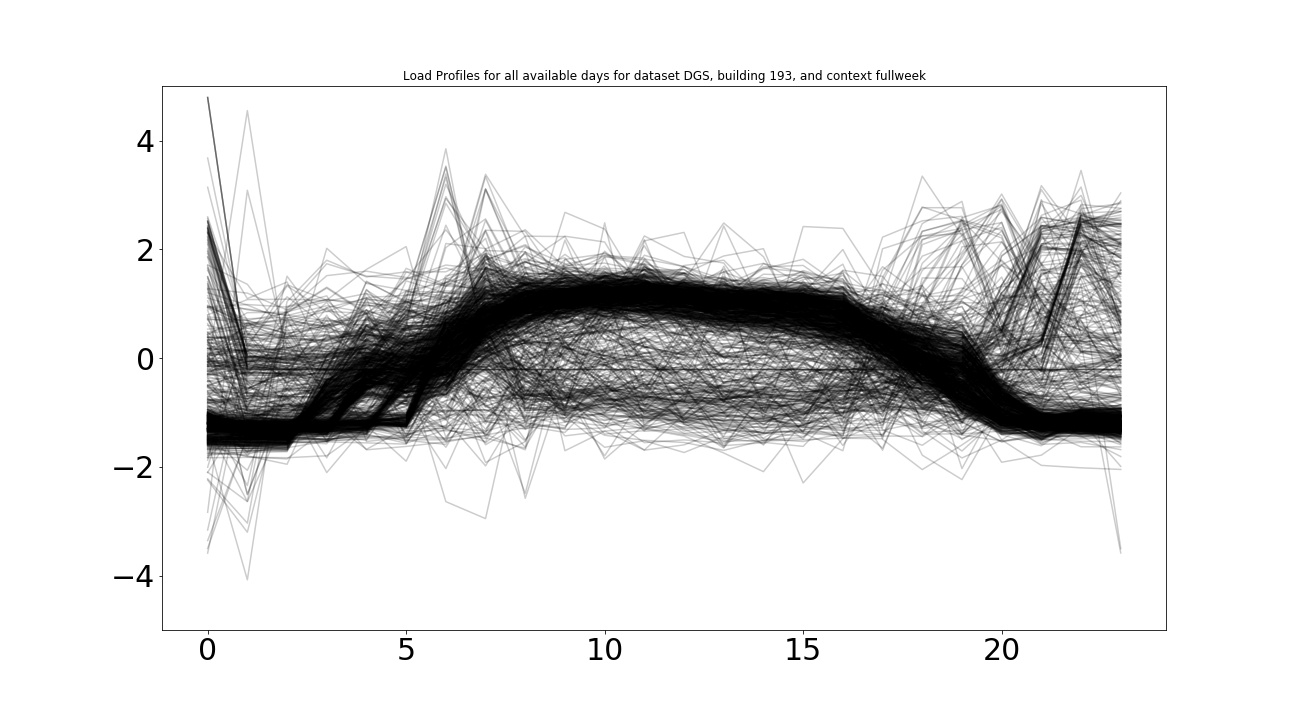 Load Profiles for all available days for dataset DGS, building 193, and context fullweek
4
2
0
−2
−4
0 5 10 15 20